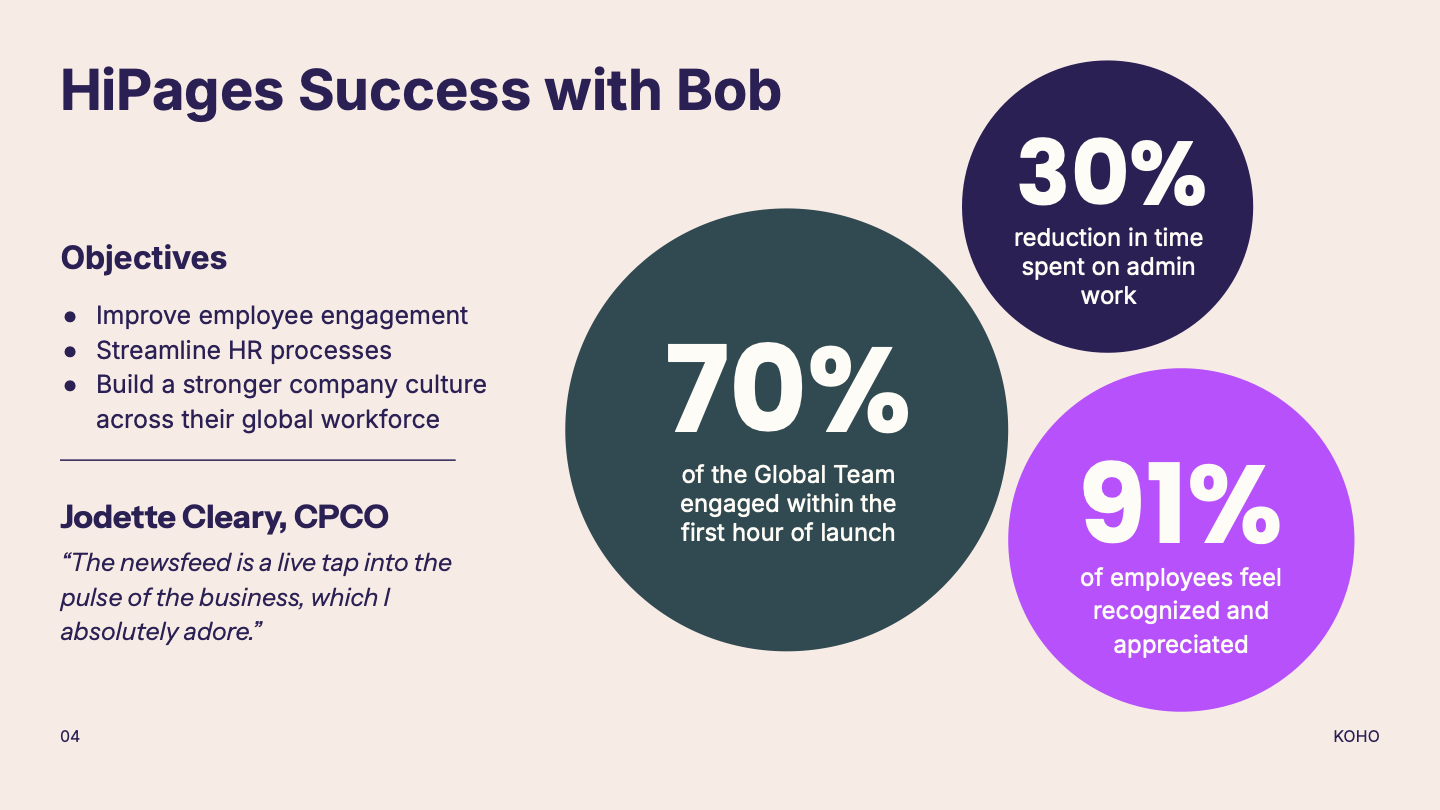 HiPages Success with Bob
Objectives
● Improve employee engagement
● Streamline HR processes
● Build a stronger company culture
across their global workforce
Jodette Cleary, CPCO
“The newsfeed is a live tap into the
pulse of the business, which I
absolutely adore.”
70%
of the Global Team
engaged within the
first hour of launch
30%
reduction in time
spent on admin
work
91%
of employees feel
recognized and
appreciated
04
KOHO